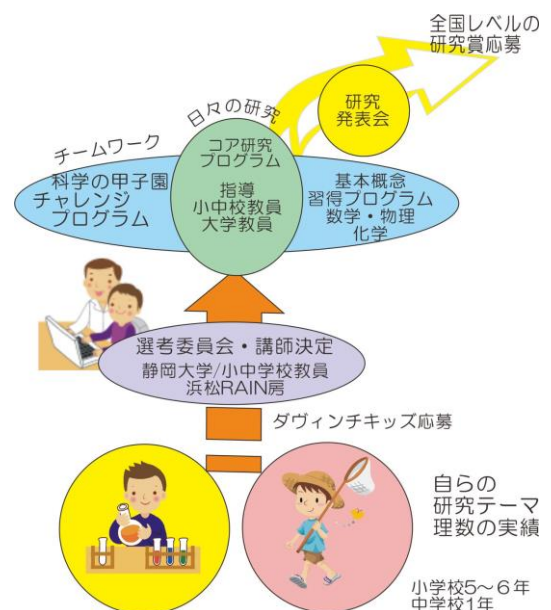 全国レベルの
研究賞応募
研究
発表会
日々の研究
コア研究
プログラム
指導
小中校教員
大学教員
チームワーク
科学の甲子園
チャレンジ
プログラム
基本概念
習得プログラム
数学・物理
化学
選考委員会・講師決定
静岡大学/小中学校教員
浜松RAIN房
ダヴィンチキッズ応募
自らの
研究テーマ
理数の実績
小学校5～6年
中学校1年